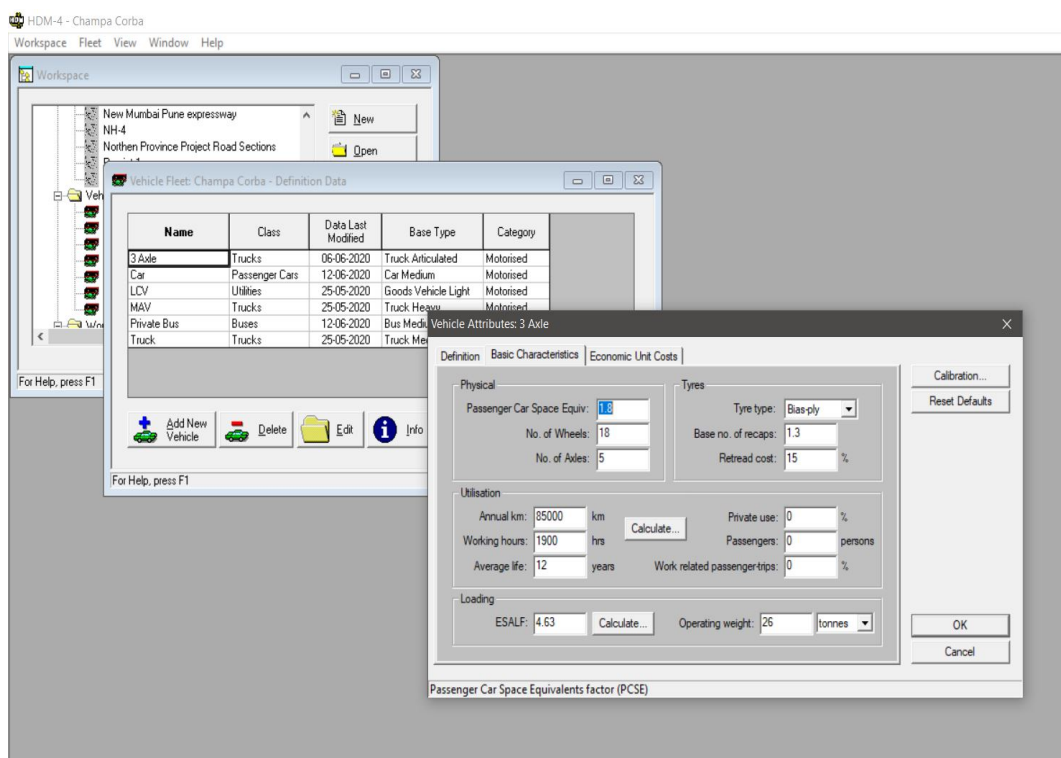 HDM-4 - Champa Corba
Workspace Fleet View Window Help
Workspace
New Mumbai Pune expressway
NH-4
Northen Province Project Road Sections
New
Open
Veh
For Help, press F1
Vehicle Fleet: Champa Corba - Definition Data
Name Class Data Last Modified Base Type Category
3 Axle Trucks 06-06-2020 Truck Articulated Motorised
Car Passenger Cars 12-06-2020 Car Medium Motorised
LCV Utilities 25-05-2020 Goods Vehicle Light Motorised
MAV Trucks 25-05-2020 Truck Heavy Motorised
Private Bus Buses 12-06-2020 Bus Medi
Truck Trucks 25-05-2020 Truck Me
Add New Vehicle Delete Edit Info
For Help, press F1
Vehicle Attributes: 3 Axle
Definition Basic Characteristics Economic Unit Costs
Physical
Passenger Car Space Equiv: 1.8
No. of Wheels: 18
No. of Axles: 5
Tyres
Tyre type: Bias-ply
Base no. of recaps: 1.3
Retread cost: 15 %
Utilisation
Annual km: 85000 km
Working hours: 1900 hrs
Average life: 12 years
Calculate...
Private use: 0 %
Passengers: 0 persons
Work related passenger-trips: 0 %
Loading
ESALF: 4.63 Calculate... Operating weight: 26 tonnes
Calibration...
Reset Defaults
OK
Cancel
Passenger Car Space Equivalents factor (PCSE)